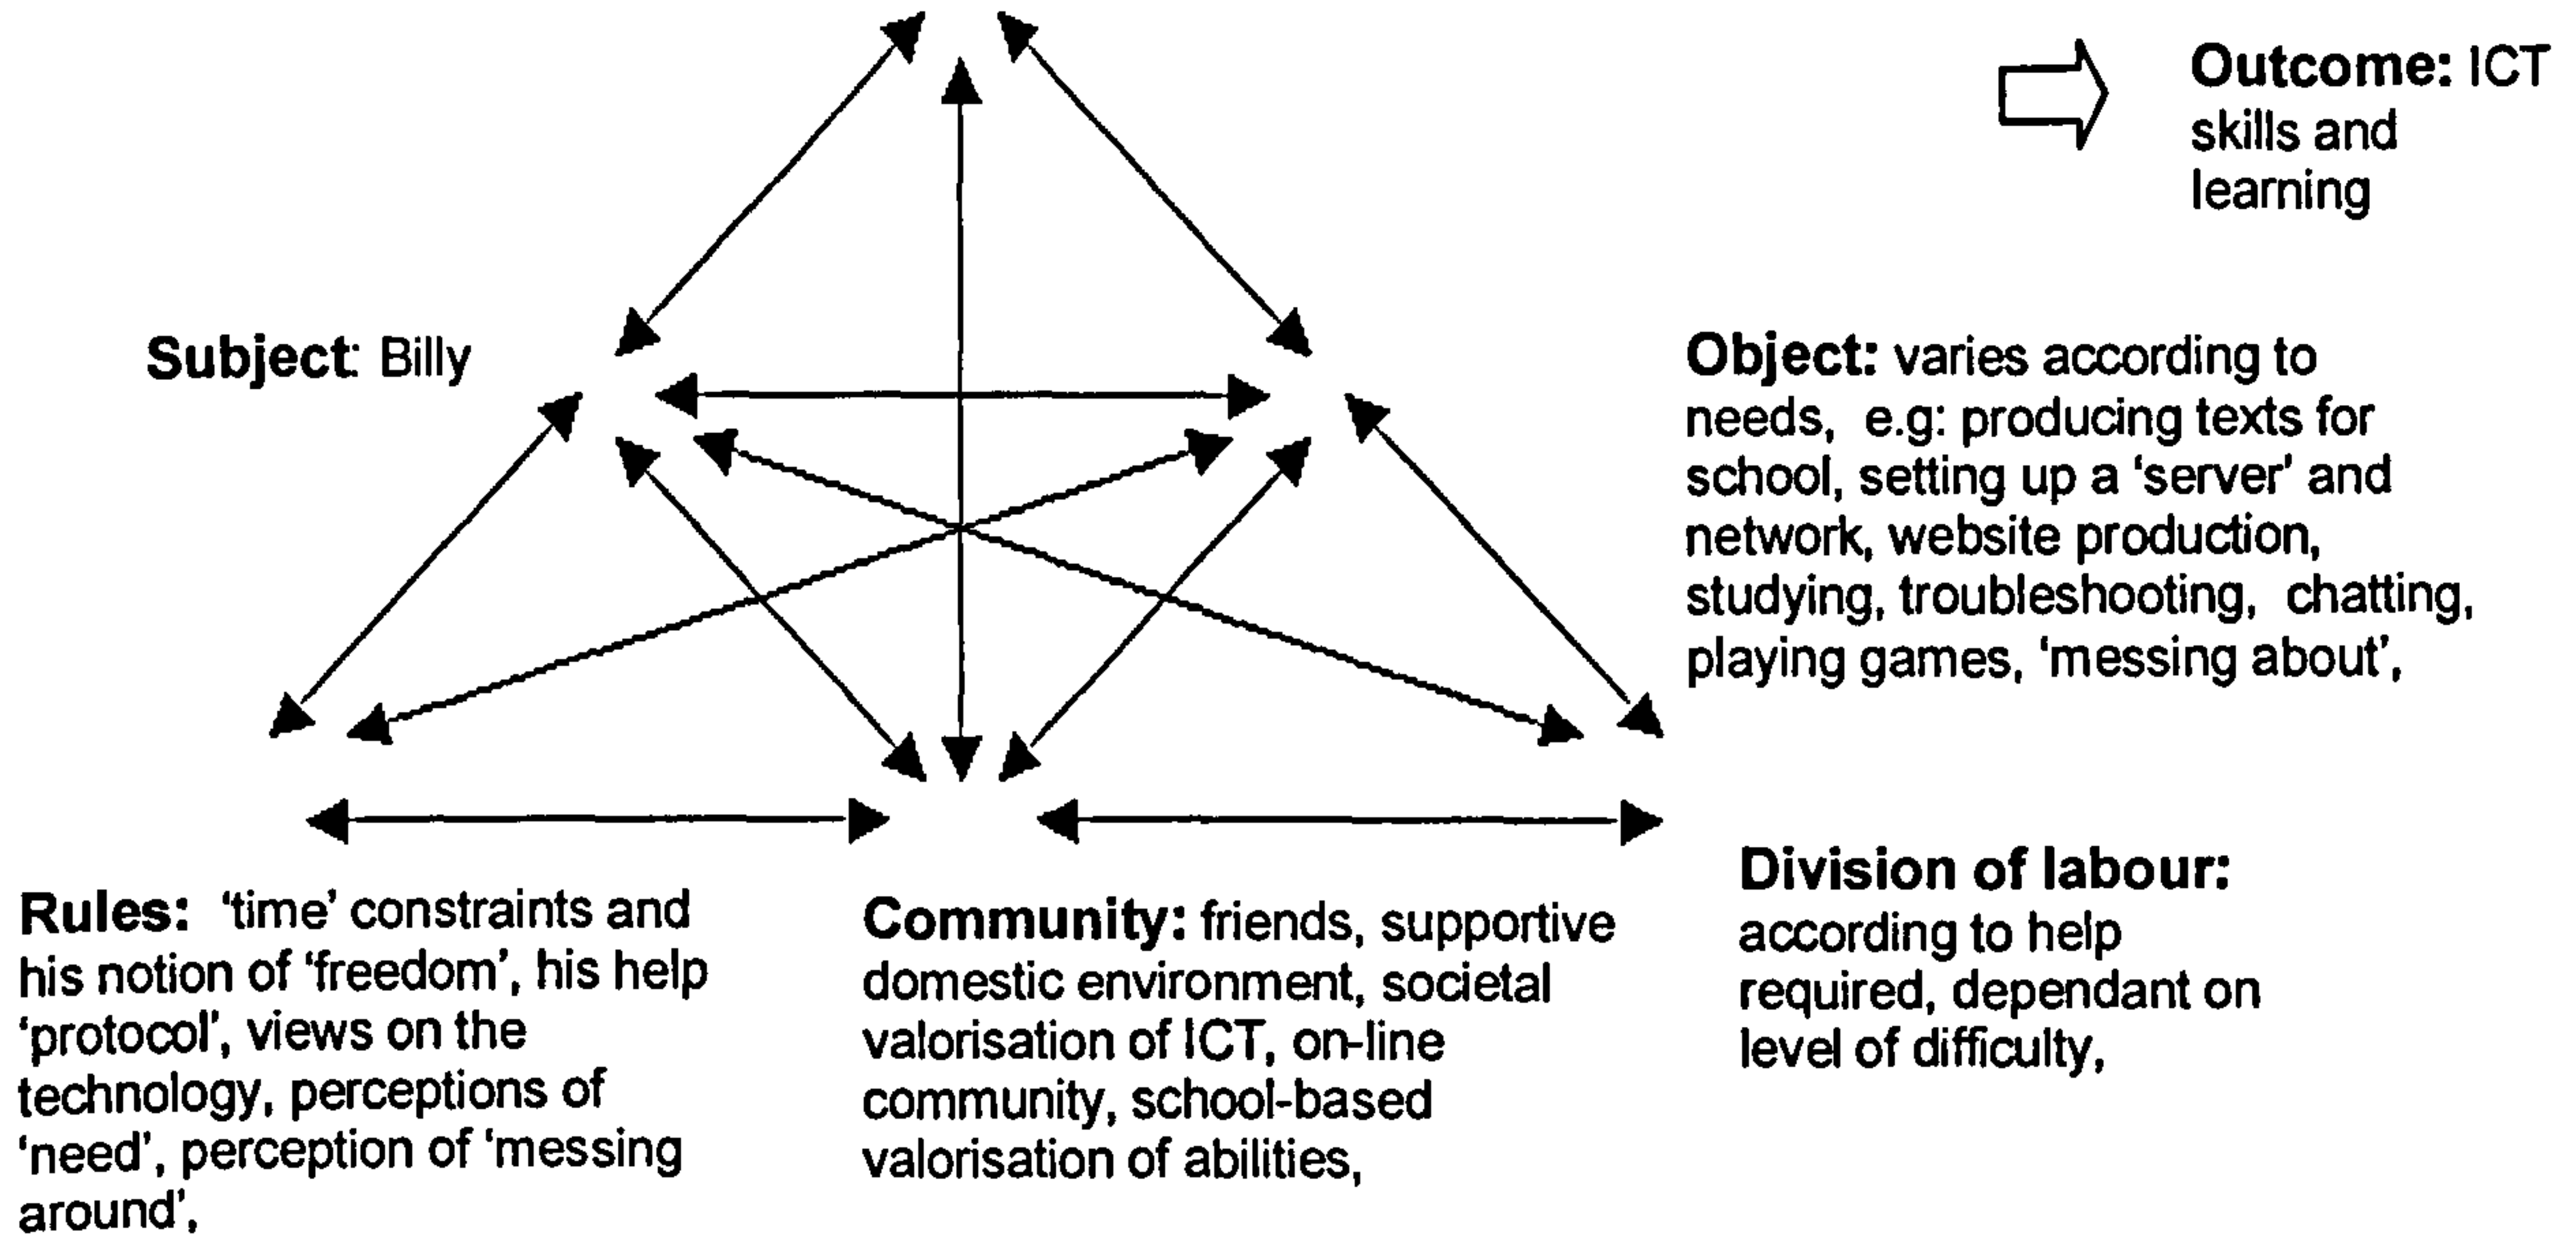 Outcome: ICT
skills and
learning
Subject: Billy
Object: varies according to
needs, e.g: producing texts for
school, setting up a ‘server’ and
network, website production,
studying, troubleshooting, chatting,
playing games, ‘messing about’,
Rules: ‘time’ constraints and
his notion of ‘freedom’, his help
‘protocol’, views on the
technology, perceptions of
‘need’, perception of ‘messing
around’,
Community: friends, supportive
domestic environment, societal
valorisation of ICT, on-line
community, school-based
valorisation of abilities,
Division of labour:
according to help
required, dependant on
level of difficulty,